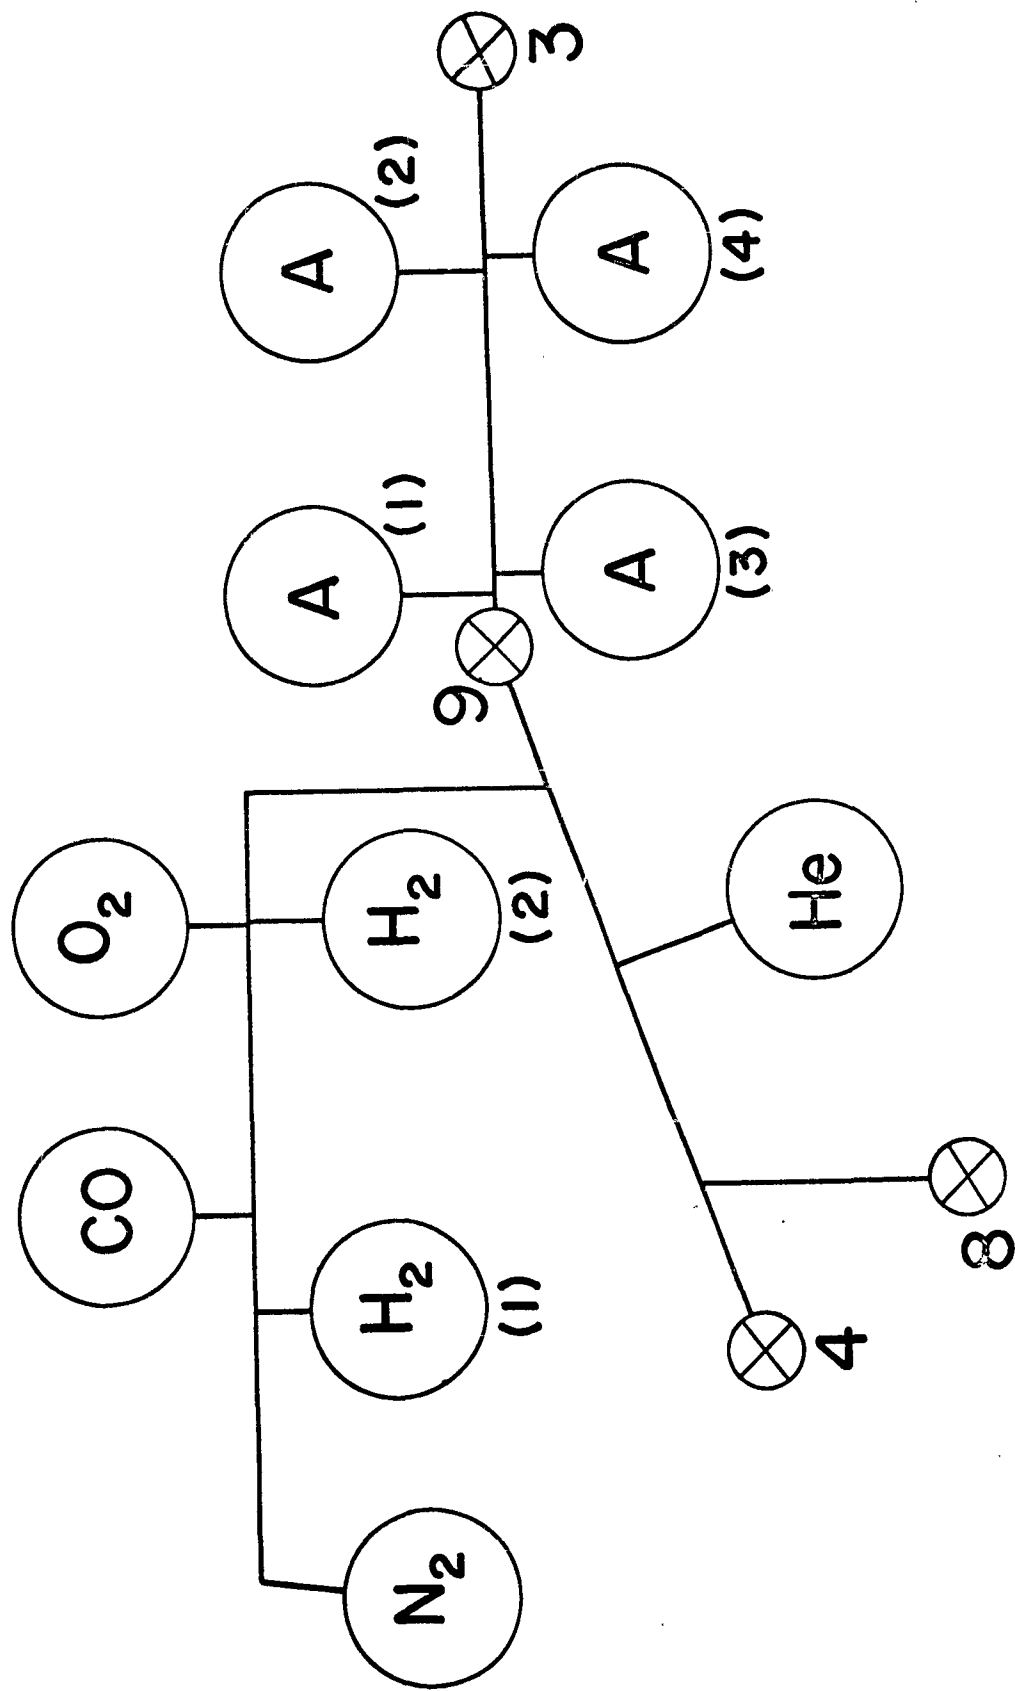 CO O₂
A A
(1) (2)
N₂ H₂ H₂
(1) (2)
9 3
A A
(3) (4)
4 He
8